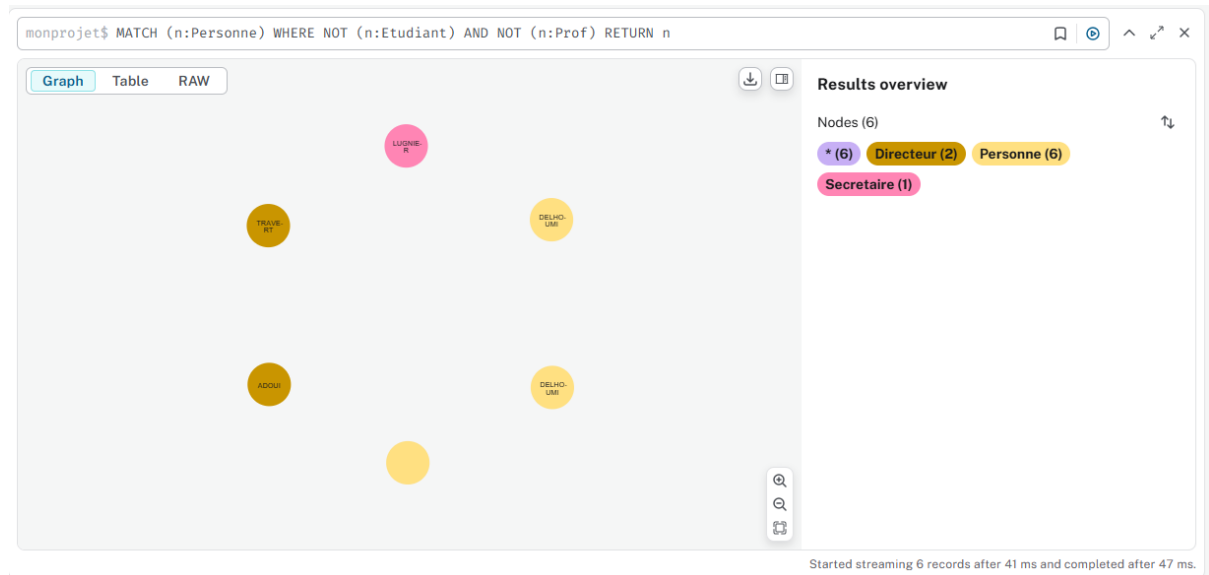 monprojet$ MATCH (n:Personne) WHERE NOT (n:Etudiant) AND NOT (n:Prof) RETURN n
Graph Table RAW
Results overview
Nodes (6)
* (6) Directeur (2) Personne (6)
Secretaire (1)
LUGNIE-
R
TRAVE-
RT
DELHO-
UMI
ADOUI
DELHO-
UMI
Started streaming 6 records after 41 ms and completed after 47 ms.